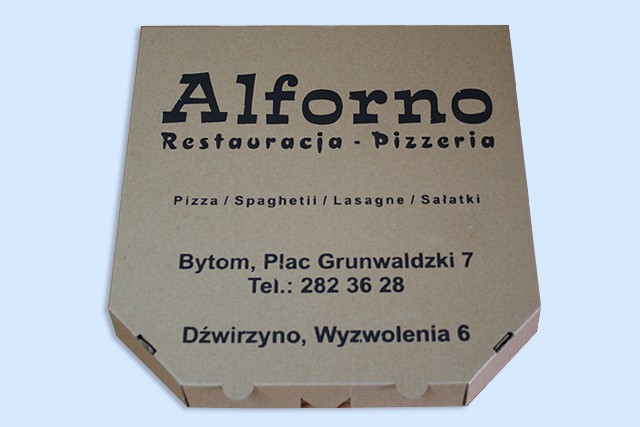 Alforno
Restauracja - Pizzeria
Pizza / Spaghetii / Lasagne / Sałatki
Bytom, Plac Grunwaldzki 7
Tel.: 282 36 28
Dźwirzyno, Wyzwolenia 6